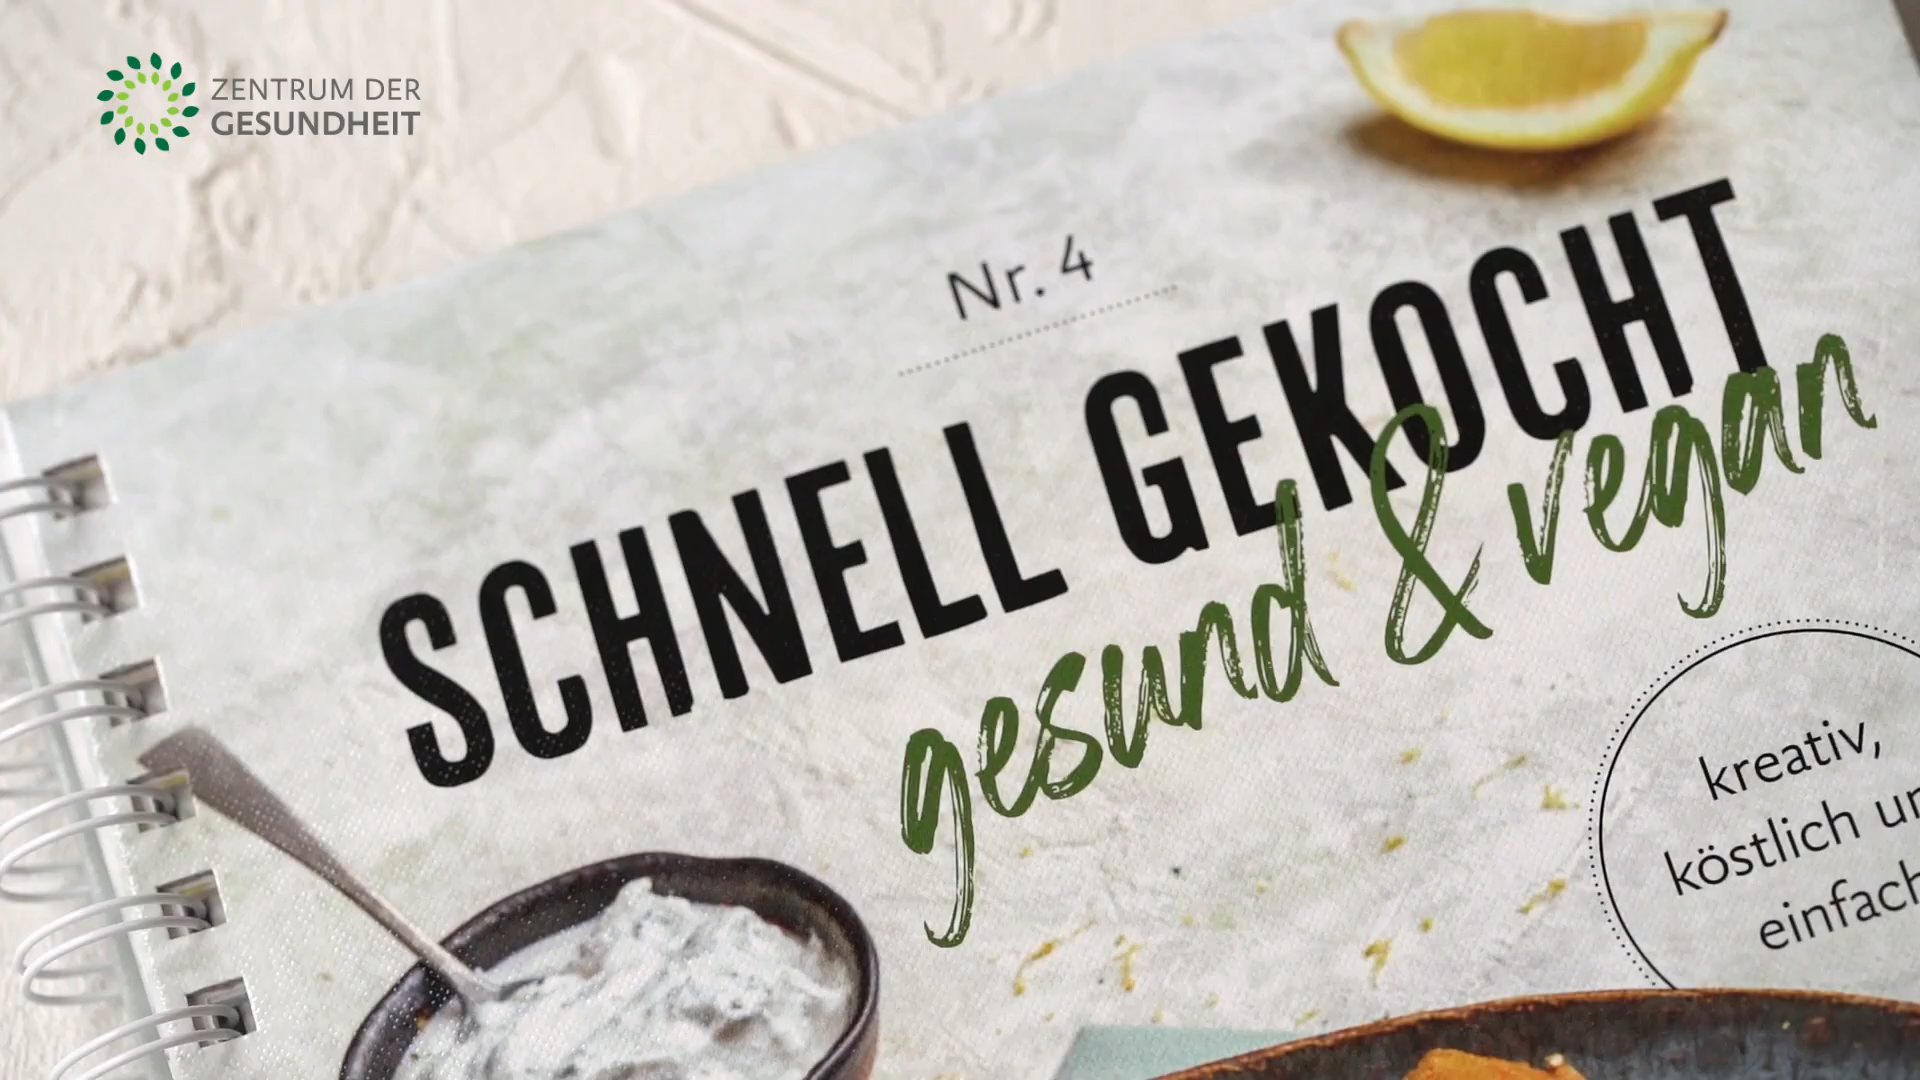 ZENTRUM DER
GESUNDHEIT
Nr. 4
SCHNELL GEKOCHT
gesund & vegan
kreativ,
köstlich
einfach